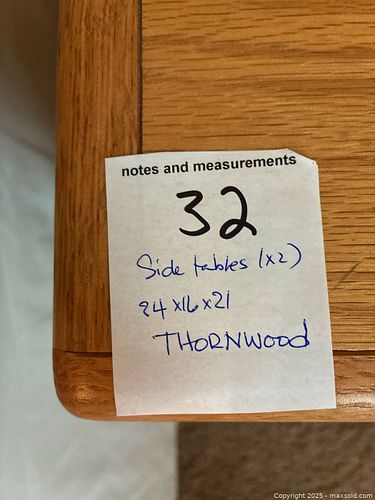 notes and measurements
32
Side tables (x2)
24 x 16 x 21
THORNWOOD
Copyright 2025 - maxsold.com